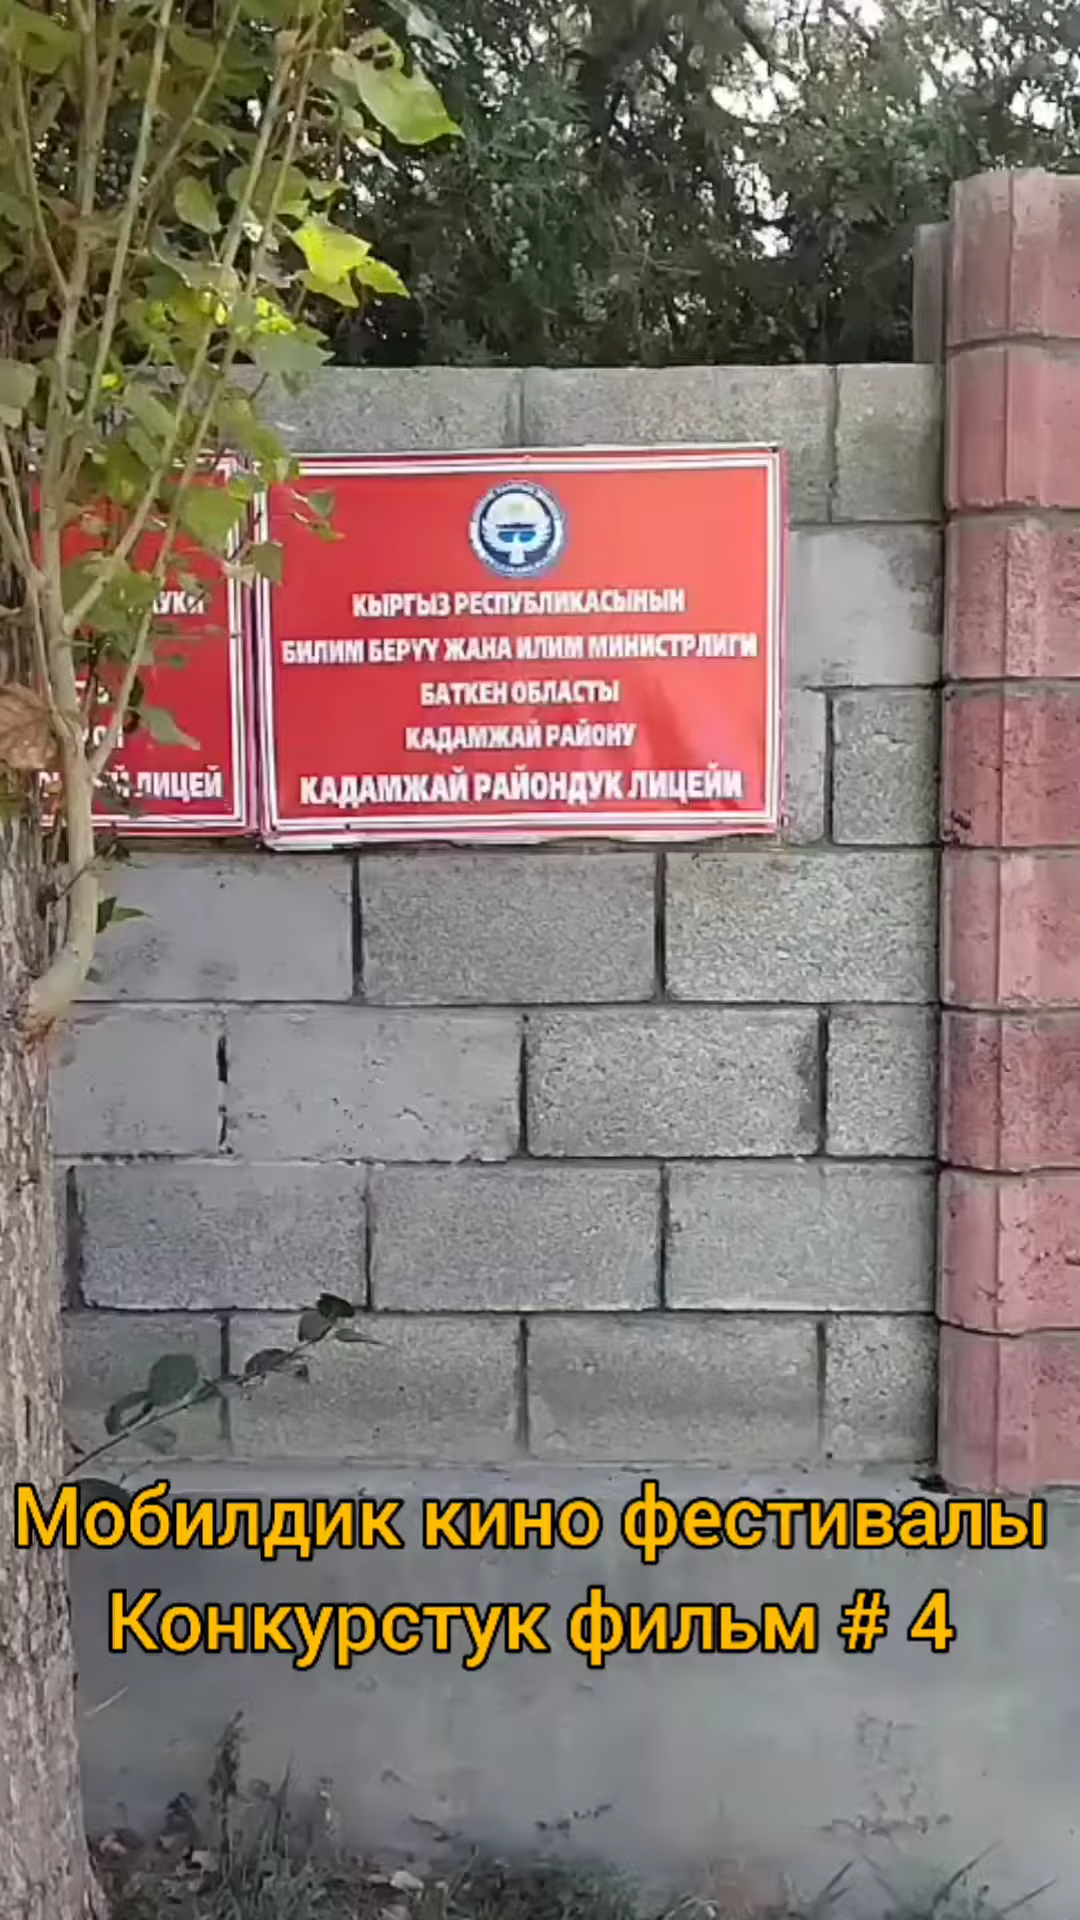 КЫРГЫЗ РЕСПУБЛИКАСЫНЫН
БИЛИМ БЕРҮҮ ЖАНА ИЛИМ МИНИСТРЛИГИ
БАТКЕН ОБЛАСТЫ
КАДАМЖАЙ РАЙОНУ
КАДАМЖАЙ РАЙОНДУК ЛИЦЕЙИ
ЛИЦЕЙ
Мобилдик кино фестивалы
Конкурстук фильм # 4